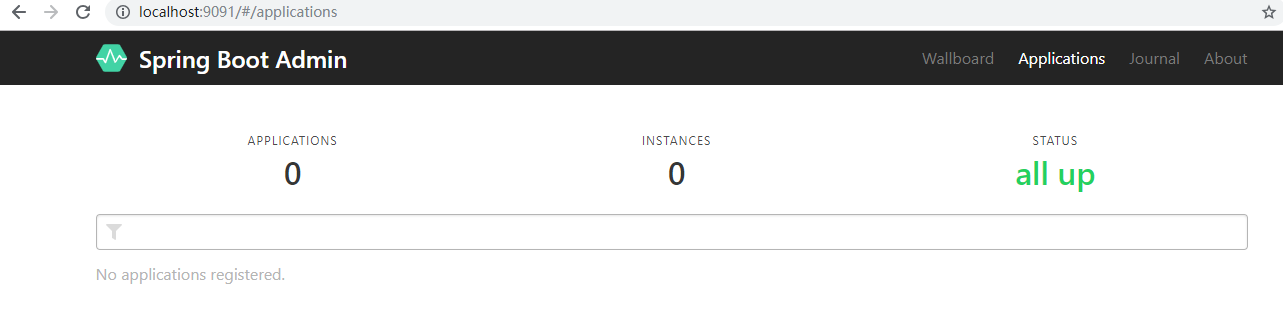 localhost:9091/#/applications
Spring Boot Admin Wallboard Applications Journal About
APPLICATIONS INSTANCES STATUS
0 0 all up
No applications registered.